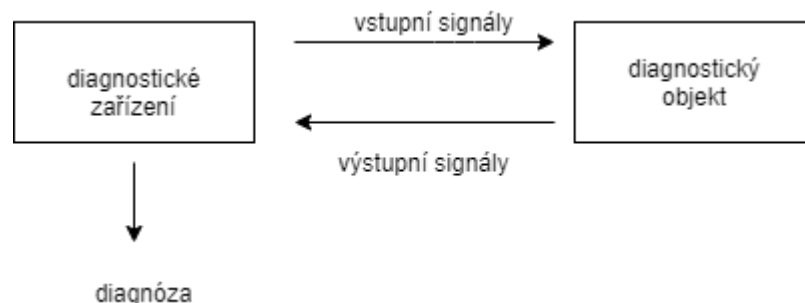 vstupní signály
diagnostické
zařízení
diagnostický
objekt
výstupní signály
diagnóza